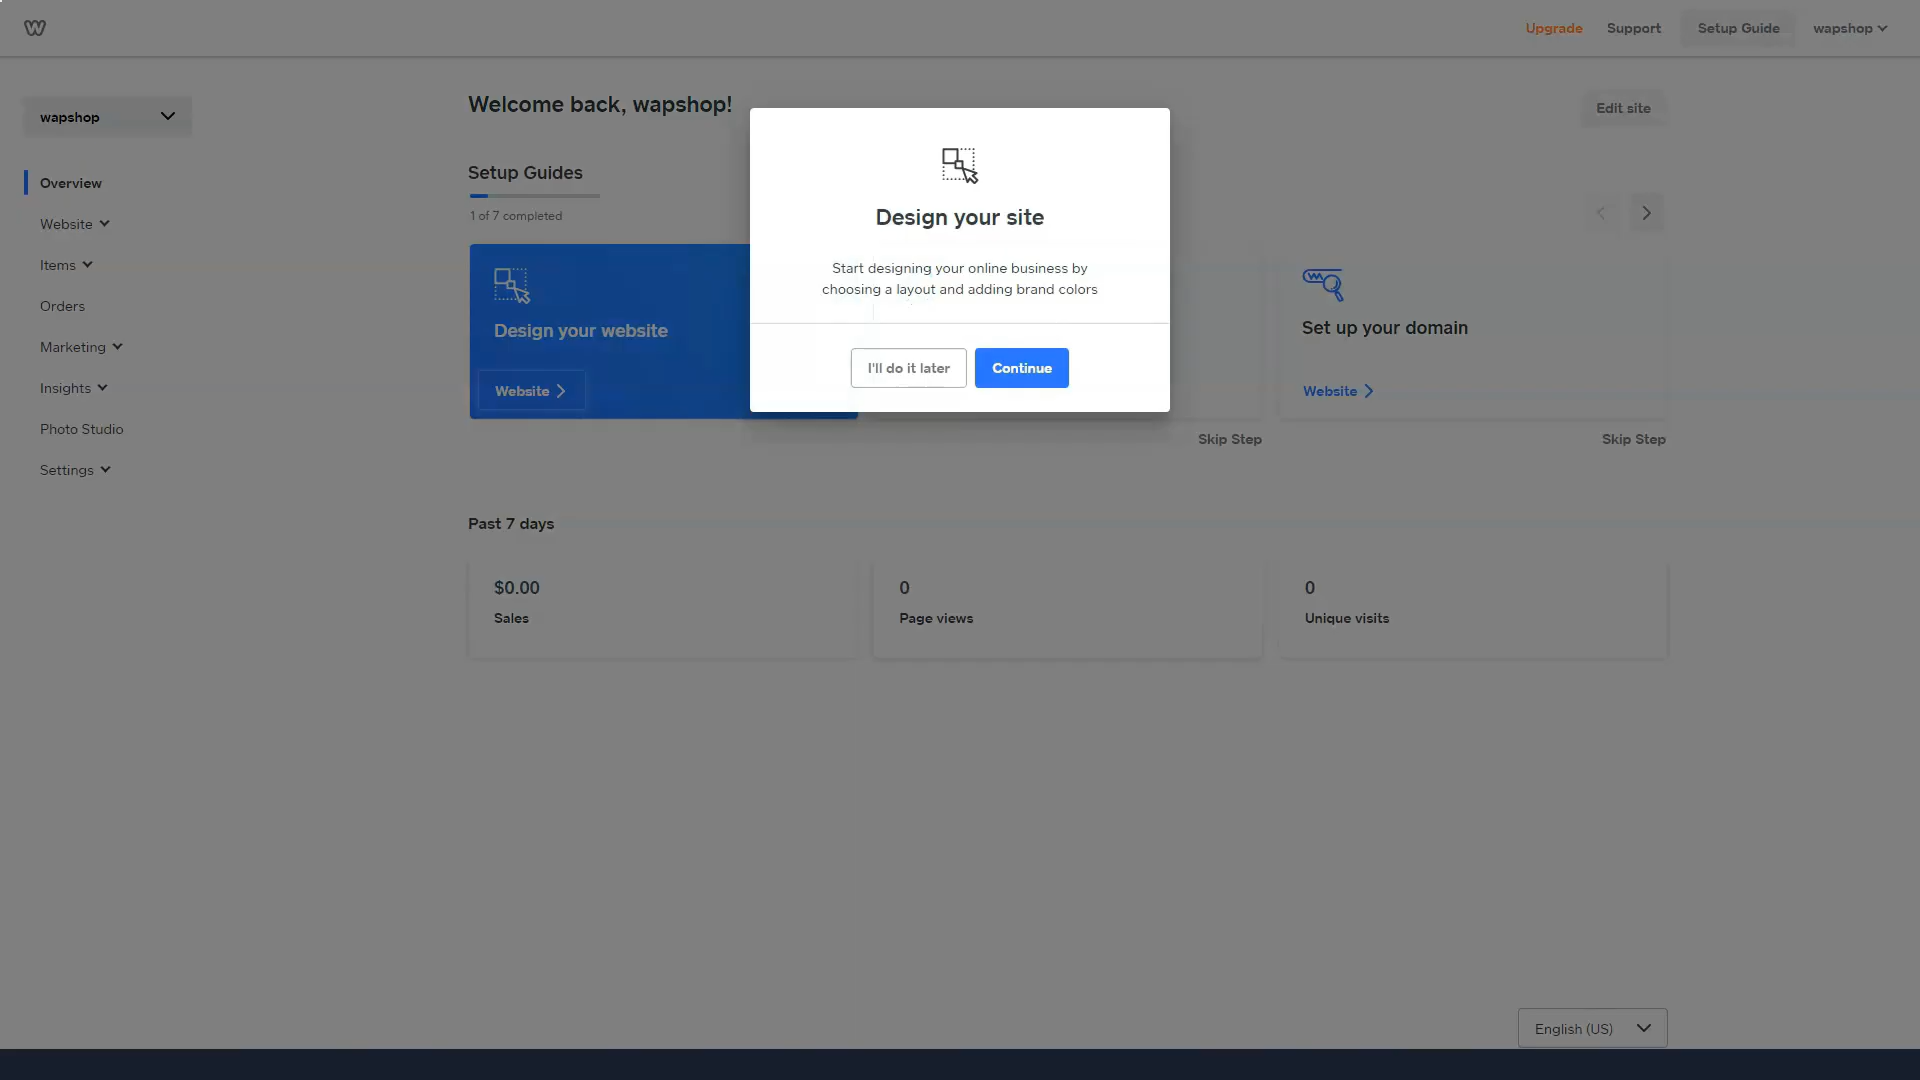 Upgrade
Support
Setup Guide
wapshop
wapshop
Overview
Website
Items
Orders
Marketing
Insights
Photo Studio
Settings
Welcome back, wapshop!
Edit site
Setup Guides
1 of 7 completed
Design your website
Website
Design your site
Start designing your online business by
choosing a layout and adding brand colors
I'll do it later
Continue
Skip Step
Set up your domain
Website
Skip Step
Past 7 days
$0.00
Sales
0
Page views
0
Unique visits
English (US)